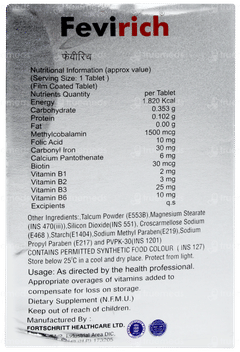 Fevirich
फेवीरिच
Nutritional Information (approx value)
(Serving Size: 1 Tablet )
(Film Coated Tablet)
Nutrients Quantity per Tablet
Energy 1.820 Kcal
Carbohydrate 0.353 g
Protein 0.102 g
Fat 0.00 g
Methylcobalamin 1500 mcg
Folic Acid 10 mg
Carbonyl Iron 30 mg
Calcium Pantothenate 6 mg
Biotin 30 mcg
Vitamin B1 2 mg
Vitamin B2 3 mg
Vitamin B3 25 mg
Vitamin B6 10 mg
Excipients q.s
Other Ingredients:.Talcum Powder (E553B),Magnesium Stearate
(INS 470(iii)),Silicon Dioxide(INS 551), Croscarmellose Sodium
(E468 ),Starch(E1404),Sodium Methyl Paraben(E219),Sodium
Propyl Paraben (E217) and PVPK-30(INS 1201)
CONTAINS PERMITTED SYNTHETIC FOOD COLOUR ( INS 127)
Store below 25°C in a cool and dry place. Protect from light.
Usage: As directed by the health professional.
Appropriate overages of vitamins added to
compensate for loss on storage.
Dietary Supplement (N.F.M.U.)
Keep out of reach of children.
Manufactured By :
FORTSCHRITT HEALTHCARE LTD.
Industrial Area DIC